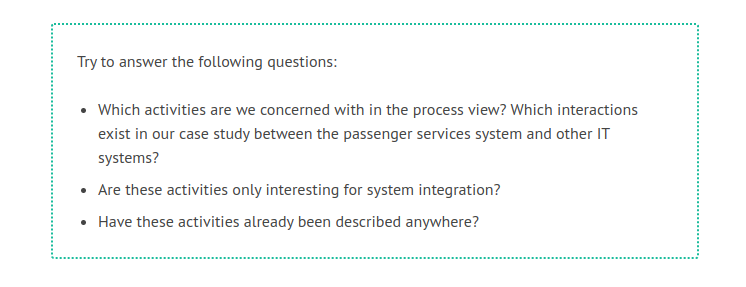 Try to answer the following questions:
Which activities are we concerned with in the process view? Which interactions
exist in our case study between the passenger services system and other IT
systems?
Are these activities only interesting for system integration?
Have these activities already been described anywhere?